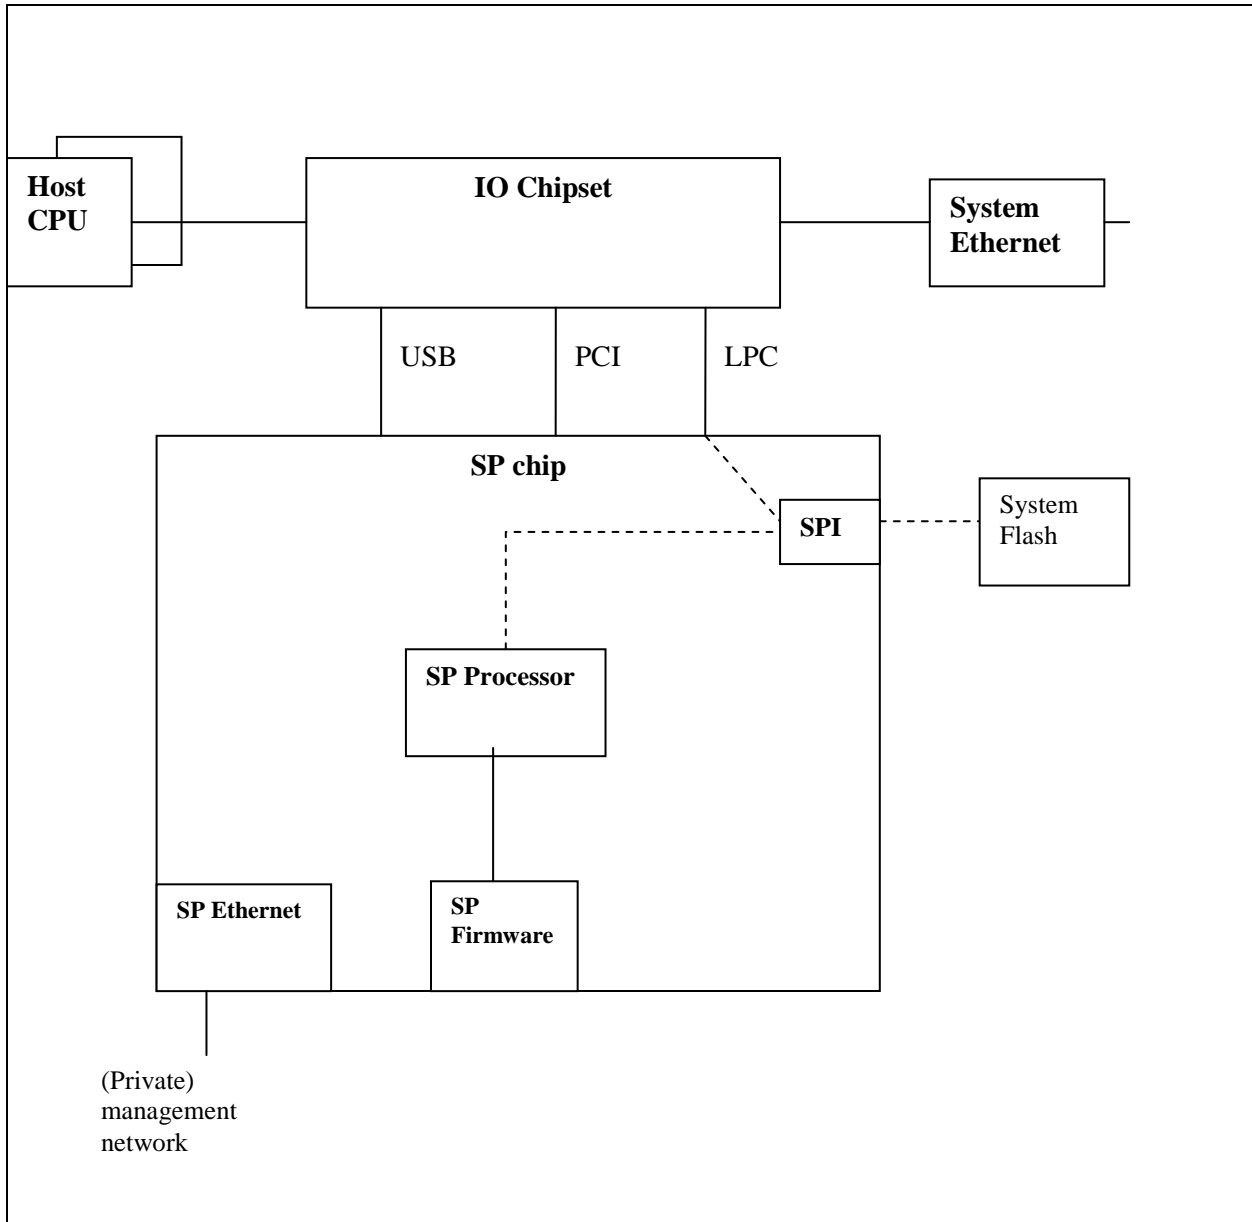 Host
CPU
IO Chipset
System
Ethernet
USB
PCI
LPC
SP chip
SPI
System
Flash
SP Processor
SP Ethernet
SP
Firmware
(Private)
management
network